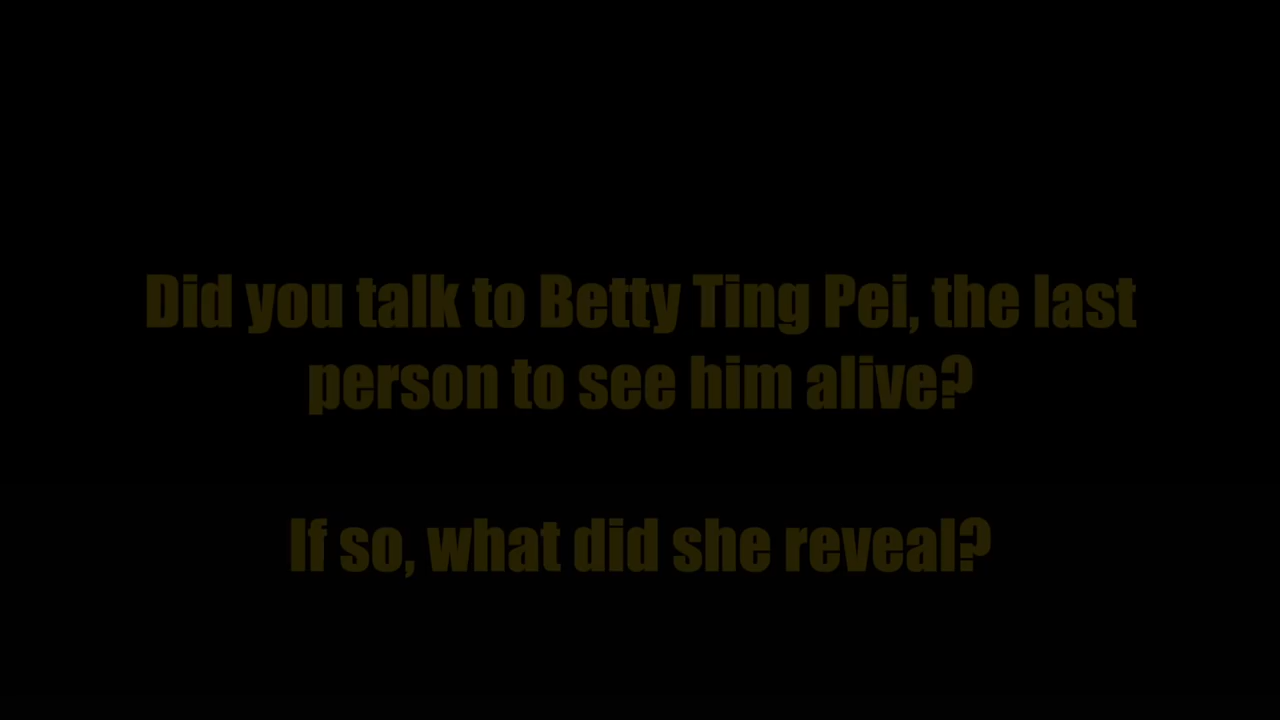 Did you talk to Betty Ting Pei, the last
person to see him alive?
If so, what did she reveal?